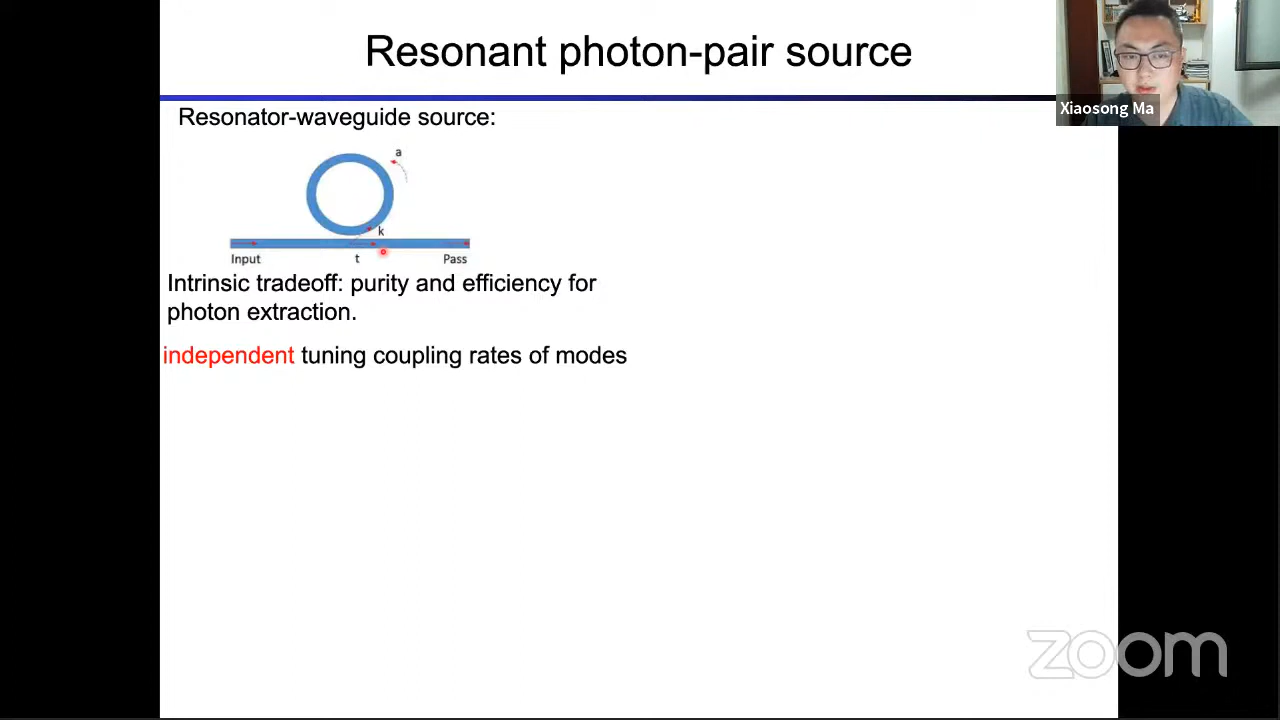 Resonant photon-pair source
Xiaosong Ma
Resonator-waveguide source:
a
k
Input
t
Pass
Intrinsic tradeoff: purity and efficiency for
photon extraction.
independent tuning coupling rates of modes
zoom